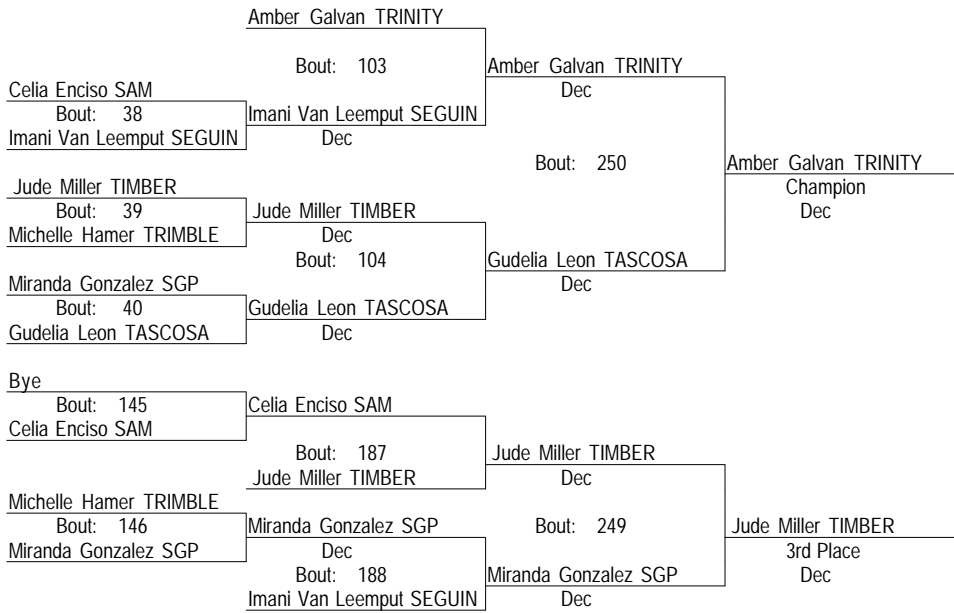 Amber Galvan TRINITY
Bout: 103
Amber Galvan TRINITY
Celia Enciso SAM
Dec
Bout: 38
Imani Van Leemput SEGUIN
Imani Van Leemput SEGUIN
Dec
Bout: 250
Amber Galvan TRINITY
Jude Miller TIMBER
Champion
Bout: 39
Jude Miller TIMBER
Dec
Michelle Hamer TRIMBLE
Dec
Bout: 104
Gudelia Leon TASCOSA
Miranda Gonzalez SGP
Dec
Bout: 40
Gudelia Leon TASCOSA
Gudelia Leon TASCOSA
Dec
Bye
Bout: 145
Celia Enciso SAM
Celia Enciso SAM
Bout: 187
Jude Miller TIMBER
Jude Miller TIMBER
Dec
Michelle Hamer TRIMBLE
Bout: 146
Miranda Gonzalez SGP
Bout: 249
Jude Miller TIMBER
Miranda Gonzalez SGP
Dec
3rd Place
Bout: 188
Miranda Gonzalez SGP
Dec
Imani Van Leemput SEGUIN
Dec